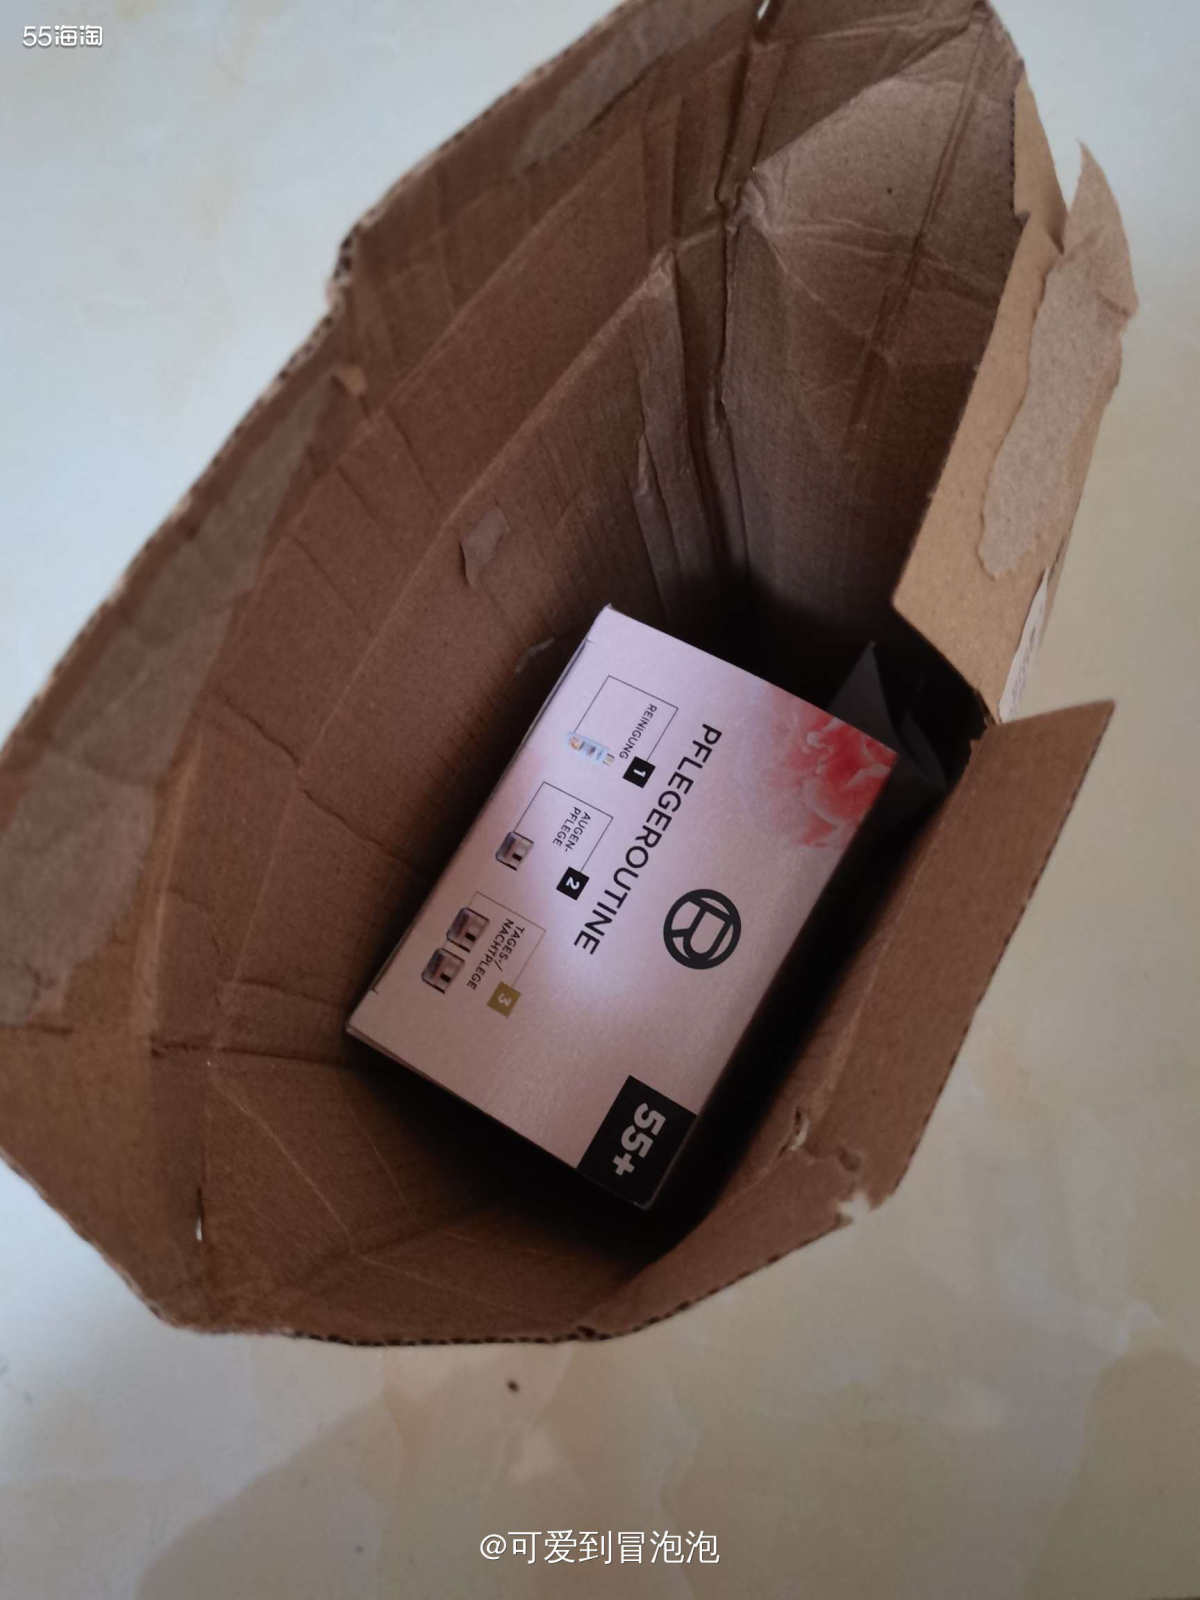 55海淘
PFLEGEROUTINE
1
REINIGUNG
2
AUGEN-
PFLEGE
3
TAGES-/
NACHTPLEGE
55+
@可爱到冒泡泡